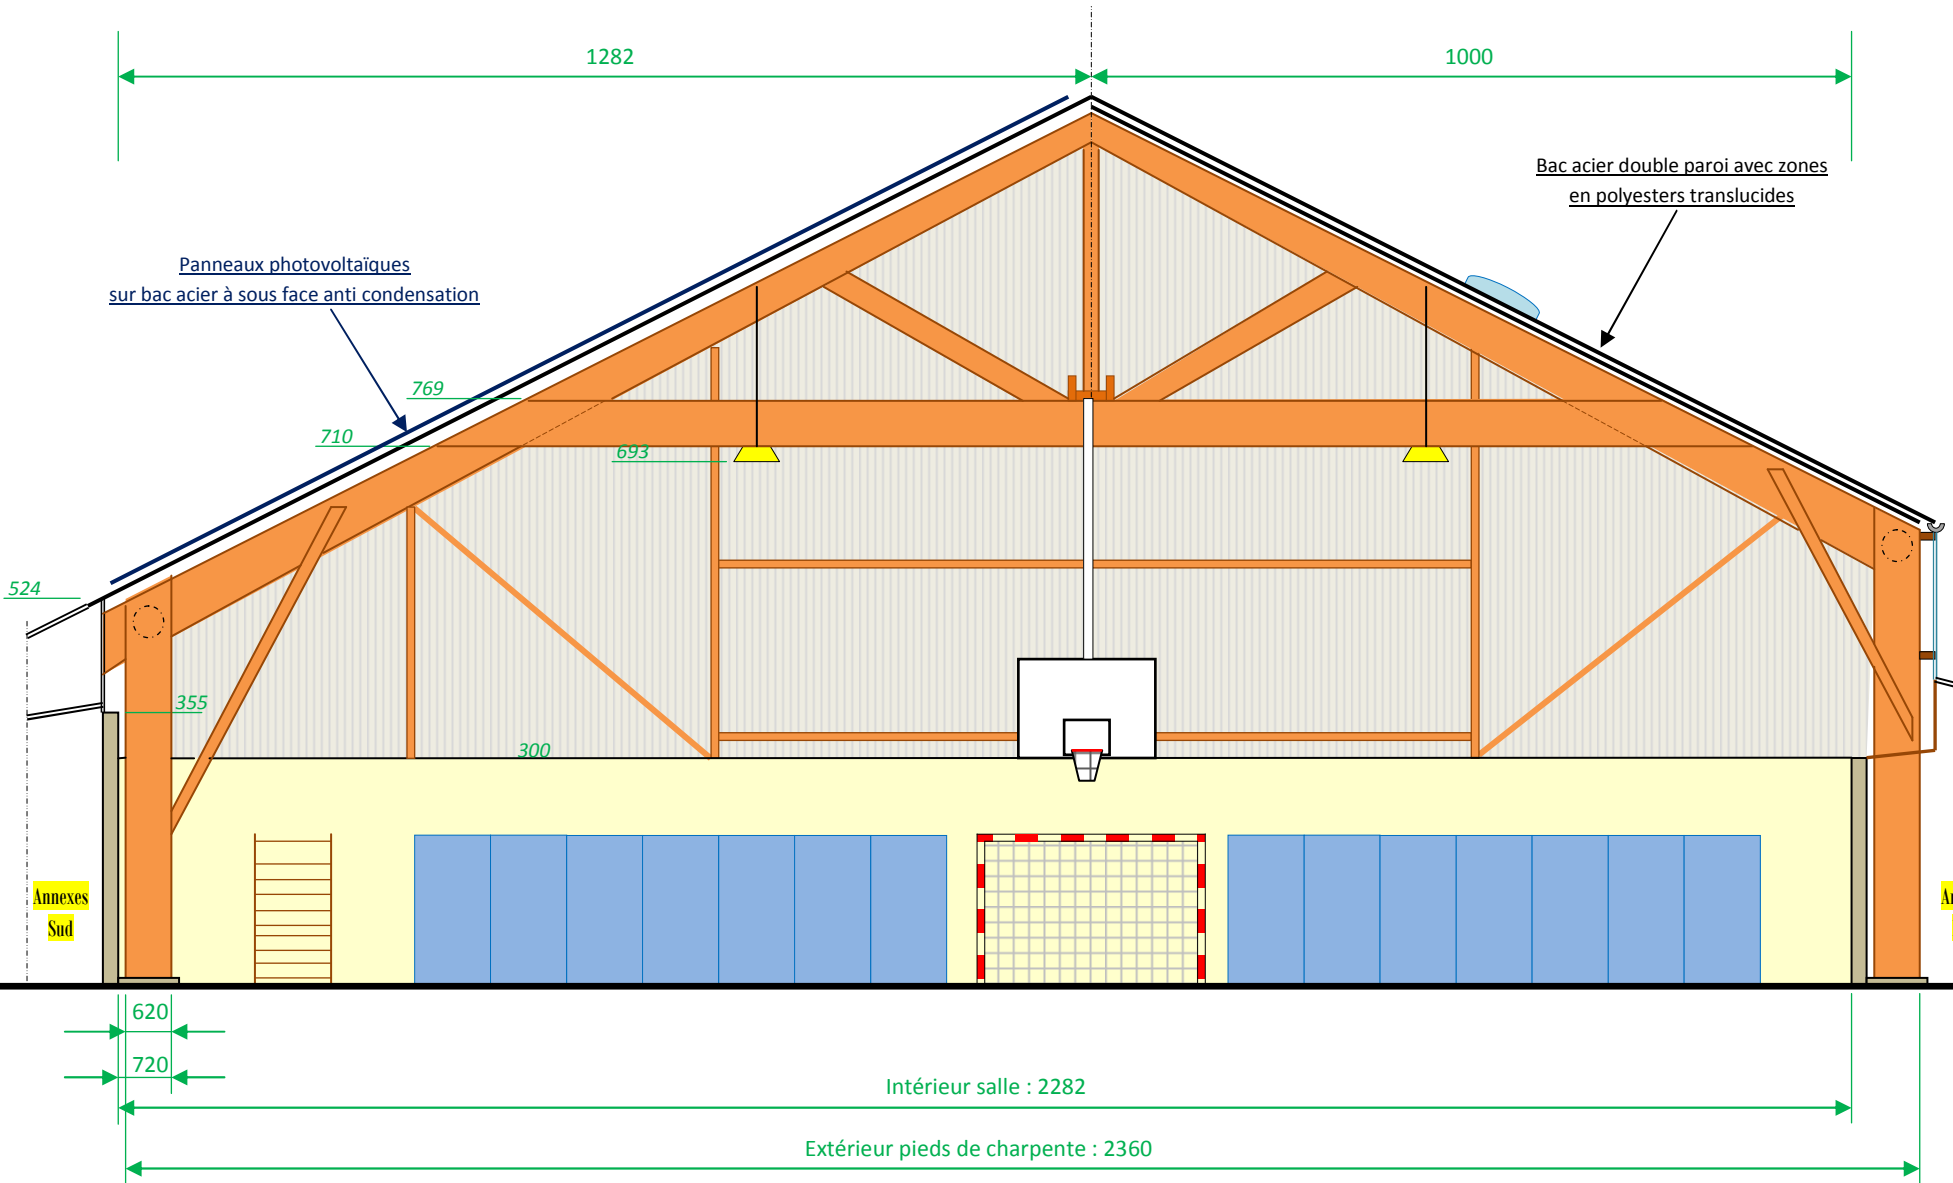 1282
1000
Bac acier double paroi avec zones
en polyesters translucides
Panneaux photovoltaïques
sur bac acier à sous face anti condensation
769
710
693
524
355
300
Annexes
Sud
620
720
Intérieur salle : 2282
Extérieur pieds de charpente : 2360